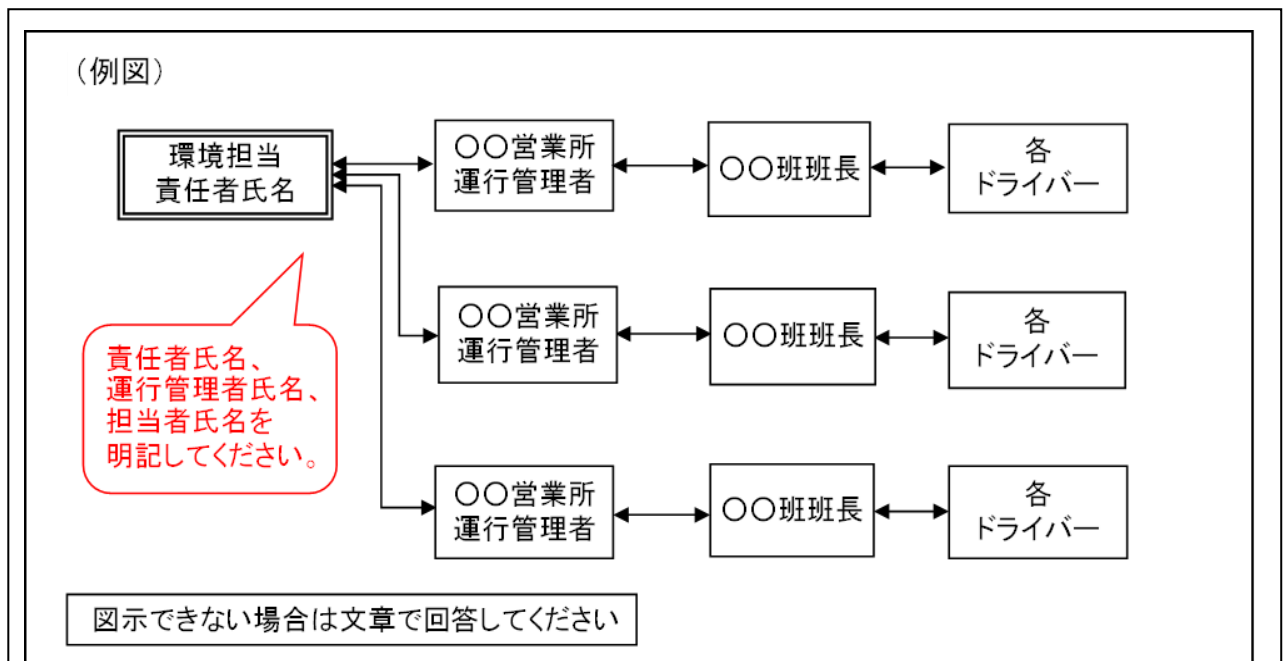 （例図）
環境担当
責任者氏名
〇〇営業所
運行管理者
〇〇班班長
各
ドライバー
〇〇営業所
運行管理者
〇〇班班長
各
ドライバー
責任者氏名、
運行管理者氏名、
担当者氏名を
明記してください。
〇〇営業所
運行管理者
〇〇班班長
各
ドライバー
図示できない場合は文章で回答してください